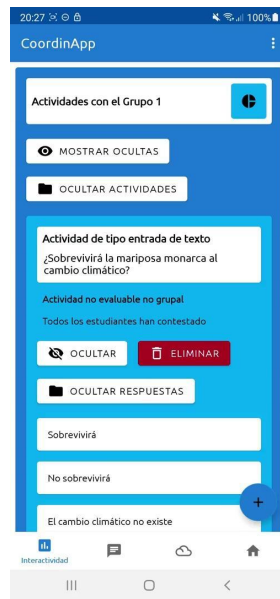 20:27
100%
CoordinApp
Actividades con el Grupo 1
MOSTRAR OCULTAS
OCULTAR ACTIVIDADES
Actividad de tipo entrada de texto
¿Sobrevivirá la mariposa monarca al
cambio climático?
Actividad no evaluable no grupal
Todos los estudiantes han contestado
OCULTAR
ELIMINAR
OCULTAR RESPUESTAS
Sobrevivirá
No sobrevivirá
El cambio climático no existe
Interactividad